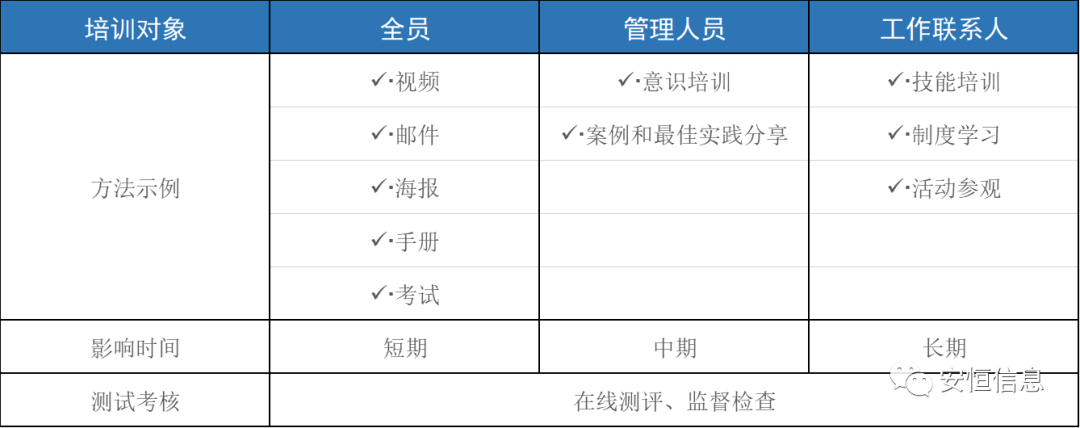 培训对象 全员 管理人员 工作联系人
✓·视频 ✓·意识培训 ✓·技能培训
✓·邮件 ✓·案例和最佳实践分享 ✓·制度学习
方法示例 ✓·海报 ✓·活动参观
✓·手册
✓·考试
影响时间 短期 中期 长期
安恒信息
测试考核 在线测评、监督检查